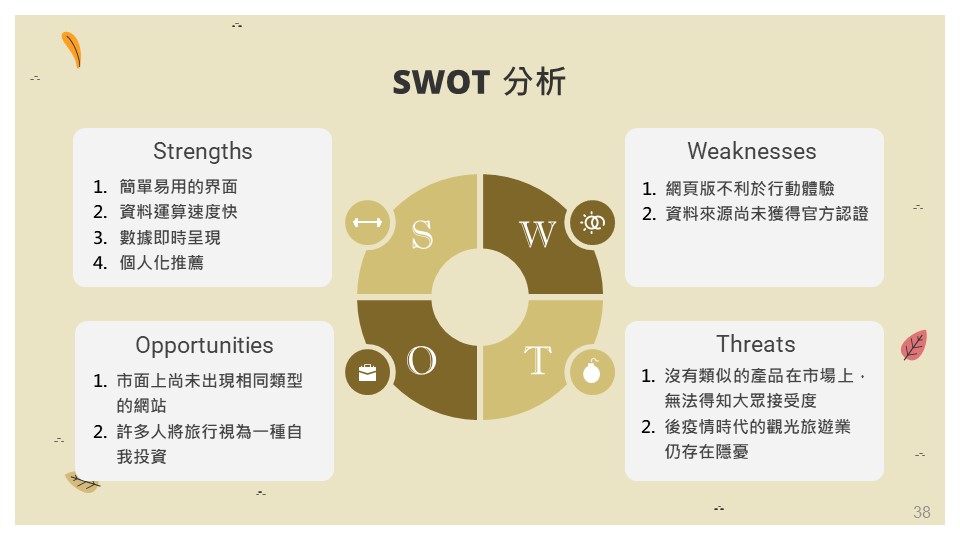 SWOT 分析
Strengths
1. 簡單易用的界面
2. 資料運算速度快
3. 數據即時呈現
4. 個人化推薦
Weaknesses
1. 網頁版不利於行動體驗
2. 資料來源尚未獲得官方認證
S
W
O
T
Opportunities
1. 市面上尚未出現相同類型
的網站
2. 許多人將旅行視為一種自
我投資
Threats
1. 沒有類似的產品在市場上，
無法得知大眾接受度
2. 後疫情時代的觀光旅遊業
仍存在隱憂
38